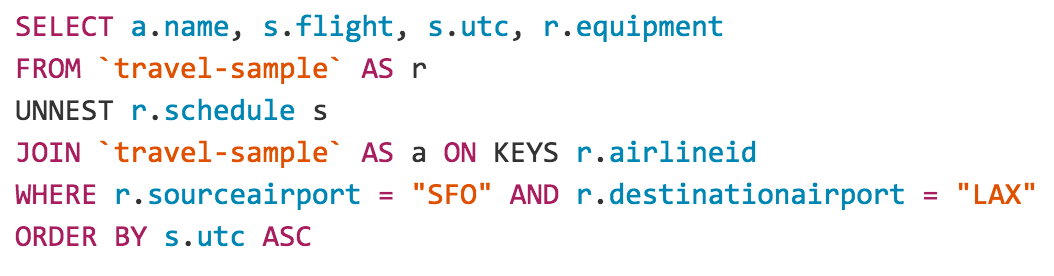 SELECT a.name, s.flight, s.utc, r.equipment
FROM `travel-sample` AS r
UNNEST r.schedule s
JOIN `travel-sample` AS a ON KEYS r.airlineid
WHERE r.sourceairport = "SFO" AND r.destinationairport = "LAX"
ORDER BY s.utc ASC